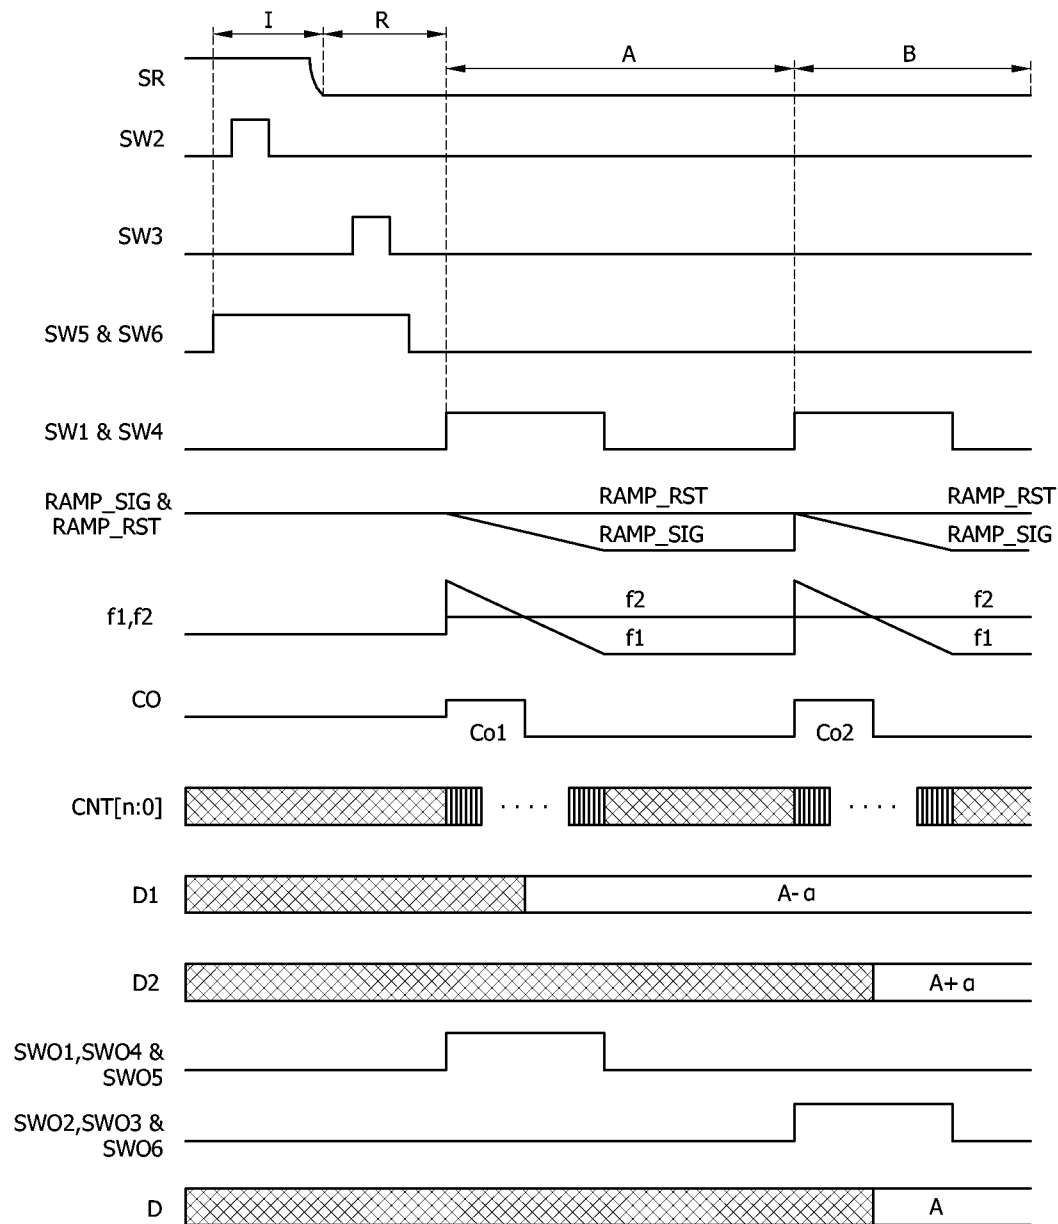 I
R
A
B
SR
SW2
SW3
SW5 & SW6
SW1 & SW4
RAMP_SIG &
RAMP_RST
RAMP_RST
RAMP_RST
RAMP_SIG
RAMP_SIG
f1,f2
f2
f2
f1
f1
CO
Co1
Co2
CNT[n:0]
. . . .
. . . .
D1
A- a
D2
A+ a
SWO1,SWO4 &
SWO5
SWO2,SWO3 &
SWO6
D
A